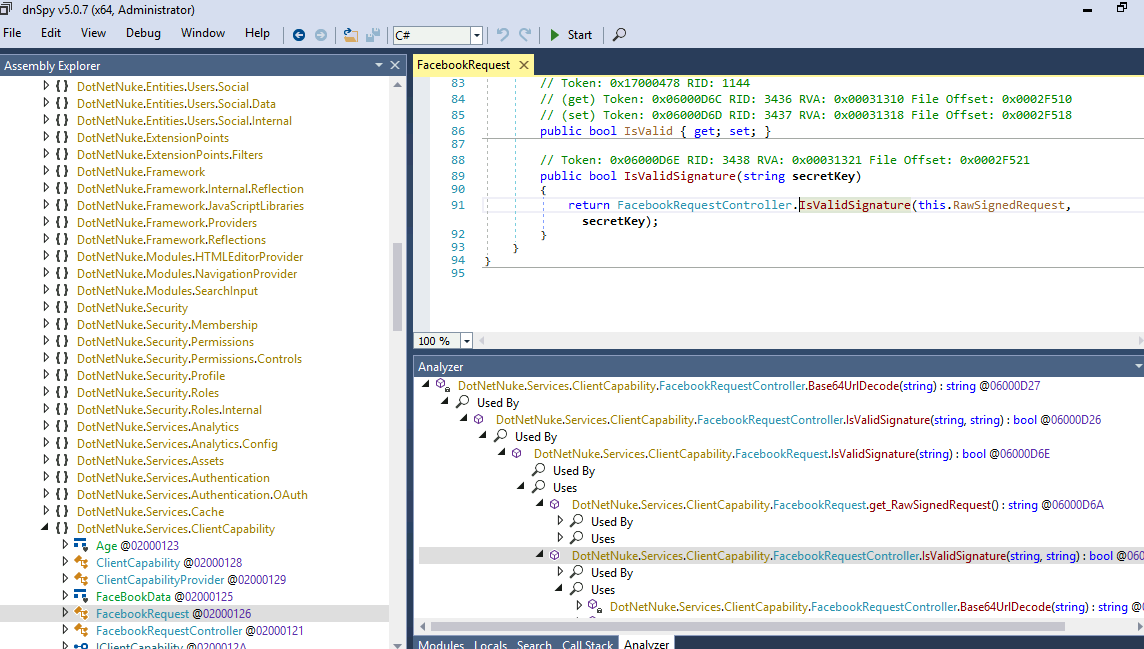 dnSpy v5.0.7 (x64, Administrator)
File Edit View Debug Window Help C# Start
Assembly Explorer
DotNetNuke.Entities.Users.Social
DotNetNuke.Entities.Users.Social.Data
DotNetNuke.Entities.Users.Social.Internal
DotNetNuke.ExtensionPoints
DotNetNuke.ExtensionPoints.Filters
DotNetNuke.Framework
DotNetNuke.Framework.Internal.Reflection
DotNetNuke.Framework.JavaScriptLibraries
DotNetNuke.Framework.Providers
DotNetNuke.Framework.Reflections
DotNetNuke.Modules.HTMLEditorProvider
DotNetNuke.Modules.NavigationProvider
DotNetNuke.Modules.SearchInput
DotNetNuke.Security
DotNetNuke.Security.Membership
DotNetNuke.Security.Permissions
DotNetNuke.Security.Permissions.Controls
DotNetNuke.Security.Profile
DotNetNuke.Security.Roles
DotNetNuke.Security.Roles.Internal
DotNetNuke.Services.Analytics
DotNetNuke.Services.Analytics.Config
DotNetNuke.Services.Assets
DotNetNuke.Services.Authentication
DotNetNuke.Services.Authentication.OAuth
DotNetNuke.Services.Cache
DotNetNuke.Services.ClientCapability
Age @02000123
ClientCapability @02000128
ClientCapabilityProvider @02000129
FaceBookData @02000125
FacebookRequest @02000126
FacebookRequestController @02000121
IClientCapability @0200012A
FacebookRequest
83 // Token: 0x17000478 RID: 1144
84 // (get) Token: 0x06000D6C RID: 3436 RVA: 0x00031310 File Offset: 0x0002F510
85 // (set) Token: 0x06000D6D RID: 3437 RVA: 0x00031318 File Offset: 0x0002F518
86 public bool IsValid { get; set; }
87
88 // Token: 0x06000D6E RID: 3438 RVA: 0x00031321 File Offset: 0x0002F521
89 public bool IsValidSignature(string secretKey)
90 {
91 return FacebookRequestController.IsValidSignature(this.RawSignedRequest,
secretKey);
92 }
93 }
94 }
95
100 %
Analyzer
DotNetNuke.Services.ClientCapability.FacebookRequestController.Base64UrlDecode(string) : string @06000D27
Used By
DotNetNuke.Services.ClientCapability.FacebookRequestController.IsValidSignature(string, string) : bool @06000D26
Used By
DotNetNuke.Services.ClientCapability.FacebookRequest.IsValidSignature(string) : bool @06000D6E
Used By
Uses
DotNetNuke.Services.ClientCapability.FacebookRequest.get_RawSignedRequest() : string @06000D6A
Used By
Uses
DotNetNuke.Services.ClientCapability.FacebookRequestController.IsValidSignature(string, string) : bool @060
Used By
Uses
DotNetNuke.Services.ClientCapability.FacebookRequestController.Base64UrlDecode(string) : string @0
Modules Locals Search Call Stack Analyzer